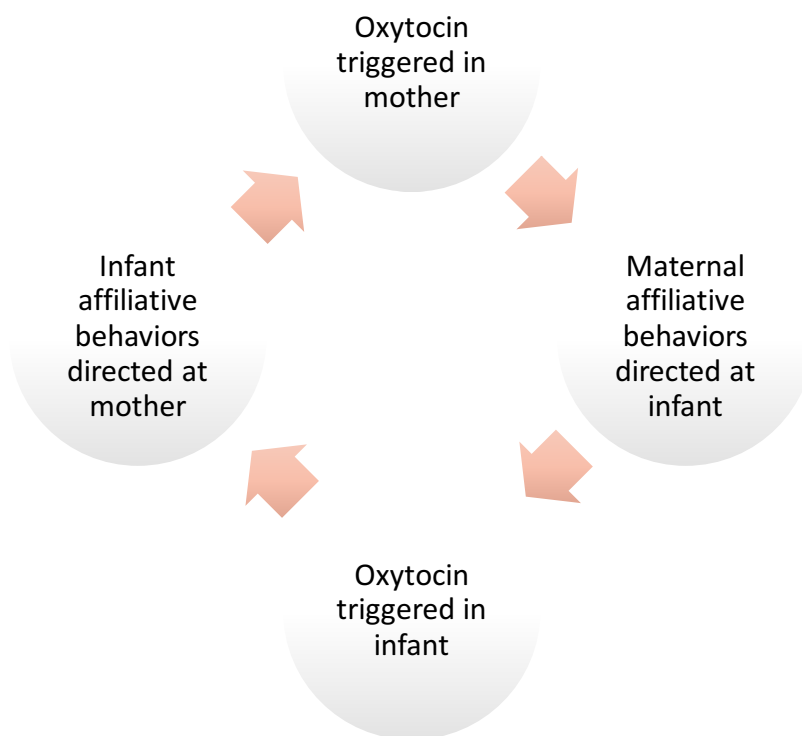 Oxytocin
triggered in
mother
Maternal
affiliative
behaviors
directed at
infant
Oxytocin
triggered in
infant
Infant
affiliative
behaviors
directed at
mother